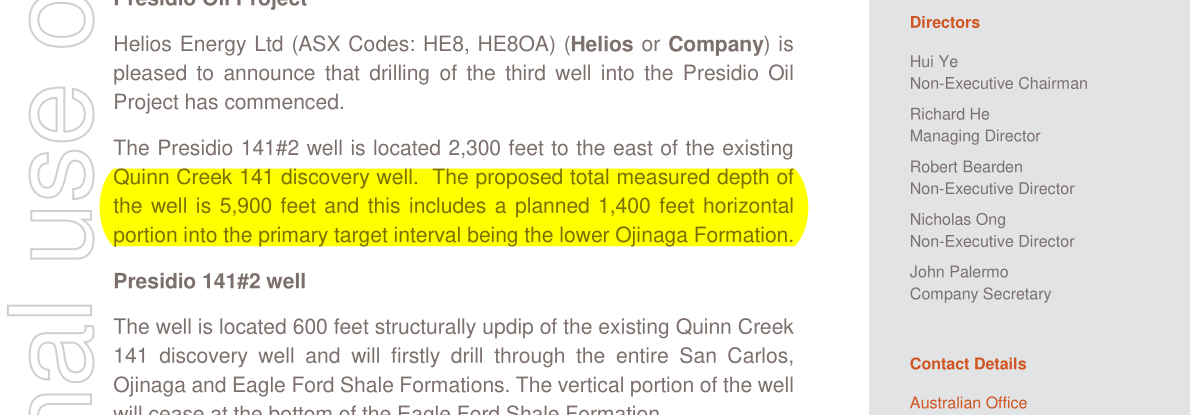 Presidio Oil Project
Helios Energy Ltd (ASX Codes: HE8, HE8OA) (Helios or Company) is
pleased to announce that drilling of the third well into the Presidio Oil
Project has commenced.
The Presidio 141#2 well is located 2,300 feet to the east of the existing
Quinn Creek 141 discovery well.  The proposed total measured depth of
the well is 5,900 feet and this includes a planned 1,400 feet horizontal
portion into the primary target interval being the lower Ojinaga Formation.
Presidio 141#2 well
The well is located 600 feet structurally updip of the existing Quinn Creek
141 discovery well and will firstly drill through the entire San Carlos,
Ojinaga and Eagle Ford Shale Formations. The vertical portion of the well
will cease at the bottom of the Eagle Ford Shale Formation.
Directors
Hui Ye
Non-Executive Chairman
Richard He
Managing Director
Robert Bearden
Non-Executive Director
Nicholas Ong
Non-Executive Director
John Palermo
Company Secretary
Contact Details
Australian Office
nal use o